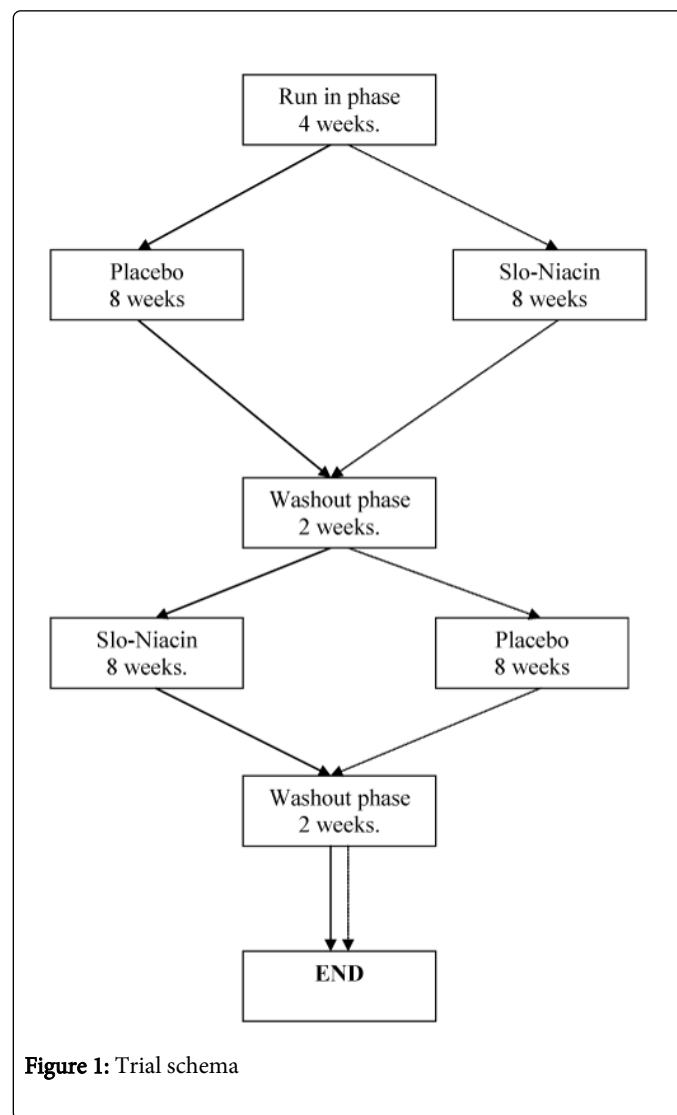 Run in phase
4 weeks.
Placebo
8 weeks
Slo-Niacin
8 weeks
Washout phase
2 weeks.
Slo-Niacin
8 weeks.
Placebo
8 weeks
Washout phase
2 weeks.
END
Figure 1: Trial schema